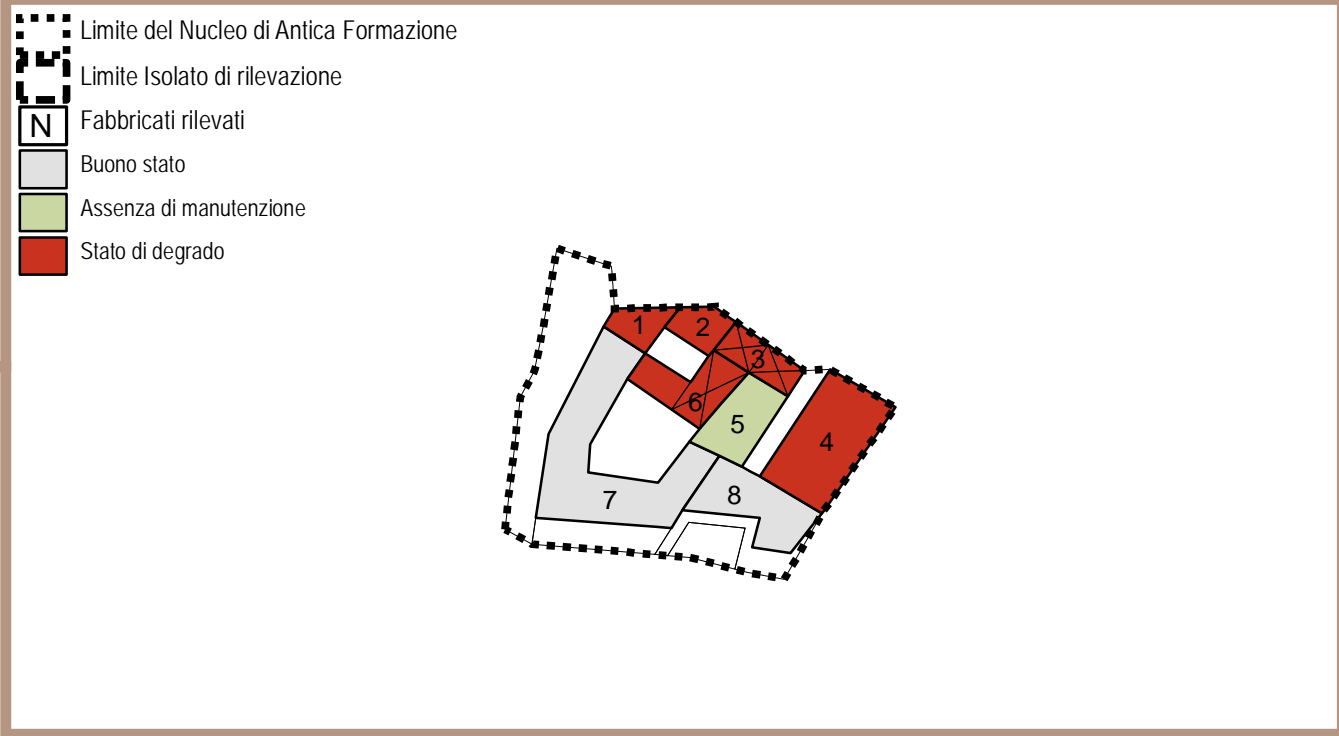 Limite del Nucleo di Antica Formazione
Limite Isolato di rilevazione
N Fabbricati rilevati
Buono stato
Assenza di manutenzione
Stato di degrado
1
2
3
6
5
4
7
8